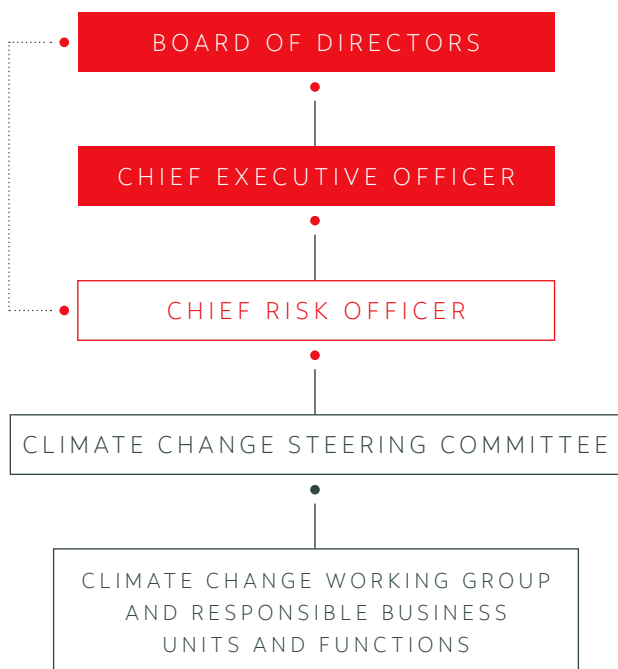 BOARD OF DIRECTORS
CHIEF EXECUTIVE OFFICER
CHIEF RISK OFFICER
CLIMATE CHANGE STEERING COMMITTEE
CLIMATE CHANGE WORKING GROUP
AND RESPONSIBLE BUSINESS
UNITS AND FUNCTIONS